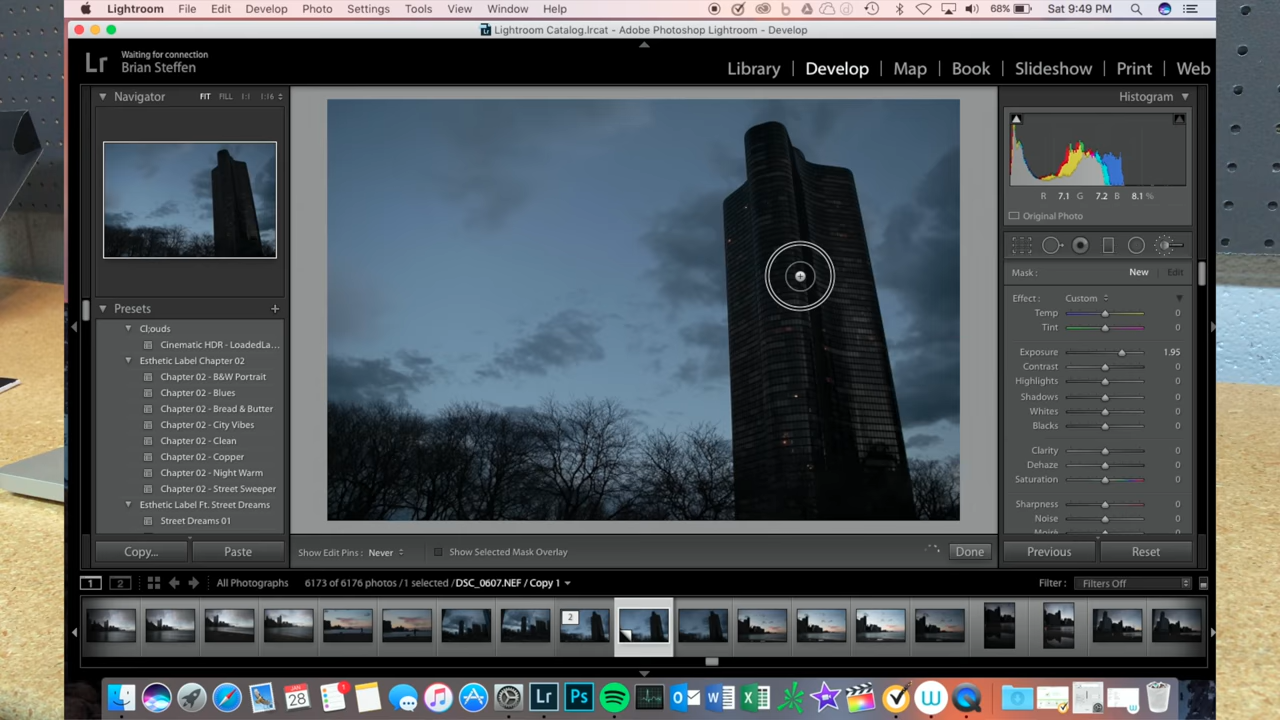 Lightroom File Edit Develop Photo Settings Tools View Window Help 68% Sat 9:49 PM
Lightroom Catalog.lrcat - Adobe Photoshop Lightroom - Develop
Lr Waiting for connection
Brian Steffen
Library | Develop | Map | Book | Slideshow | Print | Web
Navigator FIT FILL 1:1 1:16
Histogram
R 7.1 G 7.2 B 8.1 %
Original Photo
Mask : New Edit
Effect : Custom
Temp 0
Tint 0
Exposure 1.95
Contrast 0
Highlights 0
Shadows 0
Whites 0
Blacks 0
Clarity 0
Dehaze 0
Saturation 0
Sharpness 0
Noise 0
Presets +
Cl;ouds
Cinematic HDR - LoadedLa...
Esthetic Label Chapter 02
Chapter 02 - B&W Portrait
Chapter 02 - Blues
Chapter 02 - Bread & Butter
Chapter 02 - City Vibes
Chapter 02 - Clean
Chapter 02 - Copper
Chapter 02 - Night Warm
Chapter 02 - Street Sweeper
Esthetic Label Ft. Street Dreams
Street Dreams 01
Copy... Paste
Show Edit Pins : Never Show Selected Mask Overlay Done
Previous Reset
1 2 All Photographs 6173 of 6176 photos /1 selected /DSC_0607.NEF / Copy 1 Filter : Filters Off
2
JAN 28 1 Lr Ps W